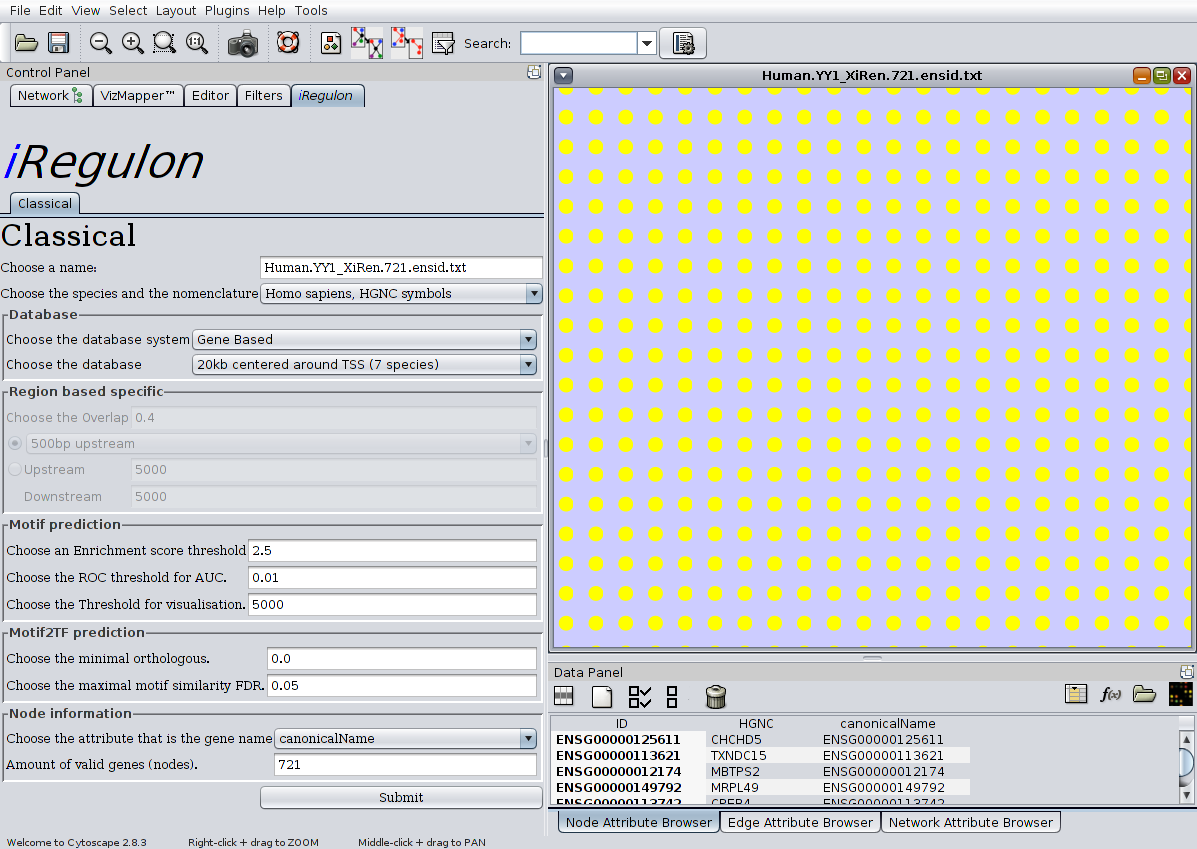 File Edit View Select Layout Plugins Help Tools
1:1 Search:
Control Panel
Network VizMapper™ Editor Filters iRegulon
iRegulon
Classical
Classical
Choose a name: Human.YY1_XiRen.721.ensid.txt
Choose the species and the nomenclature Homo sapiens, HGNC symbols
Database
Choose the database system Gene Based
Choose the database 20kb centered around TSS (7 species)
Region based specific
Choose the Overlap 0.4
500bp upstream
Upstream 5000
Downstream 5000
Motif prediction
Choose an Enrichment score threshold 2.5
Choose the ROC threshold for AUC. 0.01
Choose the Threshold for visualisation. 5000
Motif2TF prediction
Choose the minimal orthologous. 0.0
Choose the maximal motif similarity FDR. 0.05
Node information
Choose the attribute that is the gene name canonicalName
Amount of valid genes (nodes). 721
Submit
Human.YY1_XiRen.721.ensid.txt
Data Panel
f(x)
ID HGNC canonicalName
ENSG00000125611 CHCHD5 ENSG00000125611
ENSG00000113621 TXNDC15 ENSG00000113621
ENSG00000012174 MBTPS2 ENSG00000012174
ENSG00000149792 MRPL49 ENSG00000149792
ENSG00000113742 ENSG00000113742
Node Attribute Browser Edge Attribute Browser Network Attribute Browser
Welcome to Cytoscape 2.8.3 Right-click + drag to ZOOM Middle-click + drag to PAN